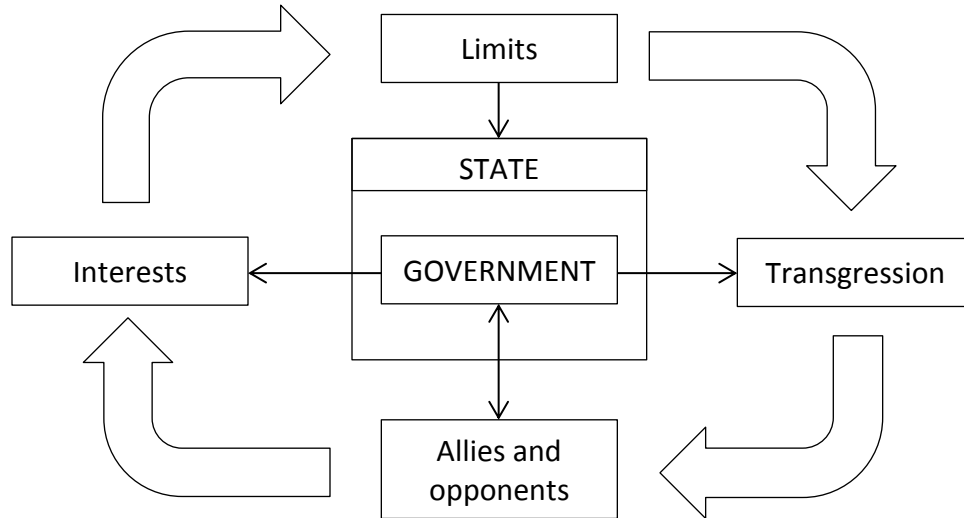 Limits
STATE
Interests
GOVERNMENT
Transgression
Allies and
opponents